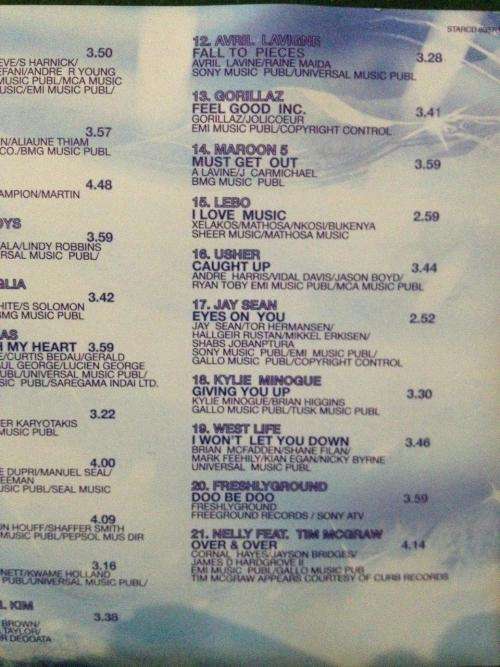 3.50
EVE/S HARNICK/
EFANI/ANDRE R YOUNG
MUSIC PUBL/MCA MUSIC
USIC/EMI MUSIC PUBL/
3.57
N/ALIAUNE THIAM
CO./BMG MUSIC PUBL
4.48
AMPION/MARTIN
OYS
3.59
ALA/LINDY ROBBINS
RSAL MUSIC PUBL/
GLIA
3.42
HITE/S SOLOMON
BMG MUSIC PUBL
AS
H MY HEART 3.59
E/CURTIS BEDAU/GERALD
AUL GEORGE/LUCIEN GEORGE
PUBL/UNIVERSAL MUSIC PUBL/
SIC PUBL/SAREGAMA INDAI LTD.
3.22
ER KARYOTAKIS
MUSIC PUBL
4.00
E DUPRI/MANUEL SEAL/
EEMAN
USIC PUBL/SEAL MUSIC
4.09
ON HOUFF/SHAFFER SMITH
MUSIC PUBL/PEPSOL MUS DIR
3.16
NETT/KWAME HOLLAND
PUBL/UNIVERSAL MUSIC PUBL/
L KIM
3.38
BROWN/
TAYLOR/
R DEOGATA
STARCD
12. AVRIL LAVIGNE
FALL TO PIECES 3.28
AVRIL LAVINE/RAINE MAIDA
SONY MUSIC PUBL/UNIVERSAL MUSIC PUBL
13. GORILLAZ
FEEL GOOD INC. 3.41
GORILLAZ/JOLICOEUR
EMI MUSIC PUBL/COPYRIGHT CONTROL
14. MAROON 5
MUST GET OUT 3.59
A LAVINE/J CARMICHAEL
BMG MUSIC PUBL
15. LEBO
I LOVE MUSIC 2.59
XELAKOS/MATHOSA/NKOSI/BUKENYA
SHEER MUSIC/MATHOSA MUSIC
16. USHER
CAUGHT UP 3.44
ANDRE HARRIS/VIDAL DAVIS/JASON BOYD/
RYAN TOBY EMI MUSIC PUBL/MCA MUSIC PUBL
17. JAY SEAN
EYES ON YOU 2.52
JAY SEAN/TOR HERMANSEN/
HALLGEIR RUSTAN/MIKKEL ERKISEN/
SHABS JOBANPTURA
SONY MUSIC PUBL/EMI MUSIC PUBL/
GALLO MUSIC PUBL/COPYRIGHT CONTROL
18. KYLIE MINOGUE
GIVING YOU UP 3.30
KYLIE MINOGUE/BRIAN HIGGINS
GALLO MUSIC PUBL/TUSK MUSIC PUBL
19. WEST LIFE
I WON'T LET YOU DOWN 3.46
BRIAN MCFADDEN/SHANE FILAN/
MARK FEEHILY/KIAN EGAN/NICKY BYRNE
UNIVERSAL MUSIC PUBL
20. FRESHLYGROUND
DOO BE DOO 3.59
FRESHLYGROUND
FREEGROUND RECORDS / SONY ATV
21. NELLY FEAT. TIM MCGRAW
OVER & OVER 4.14
CORNAL HAYES/JAYSON BRIDGES/
JAMES D HARDGROVE II
EMI MUSIC PUBL/GALLO MUSIC PUB
TIM MCGRAW APPEARS COURTESY OF CURB RECORDS